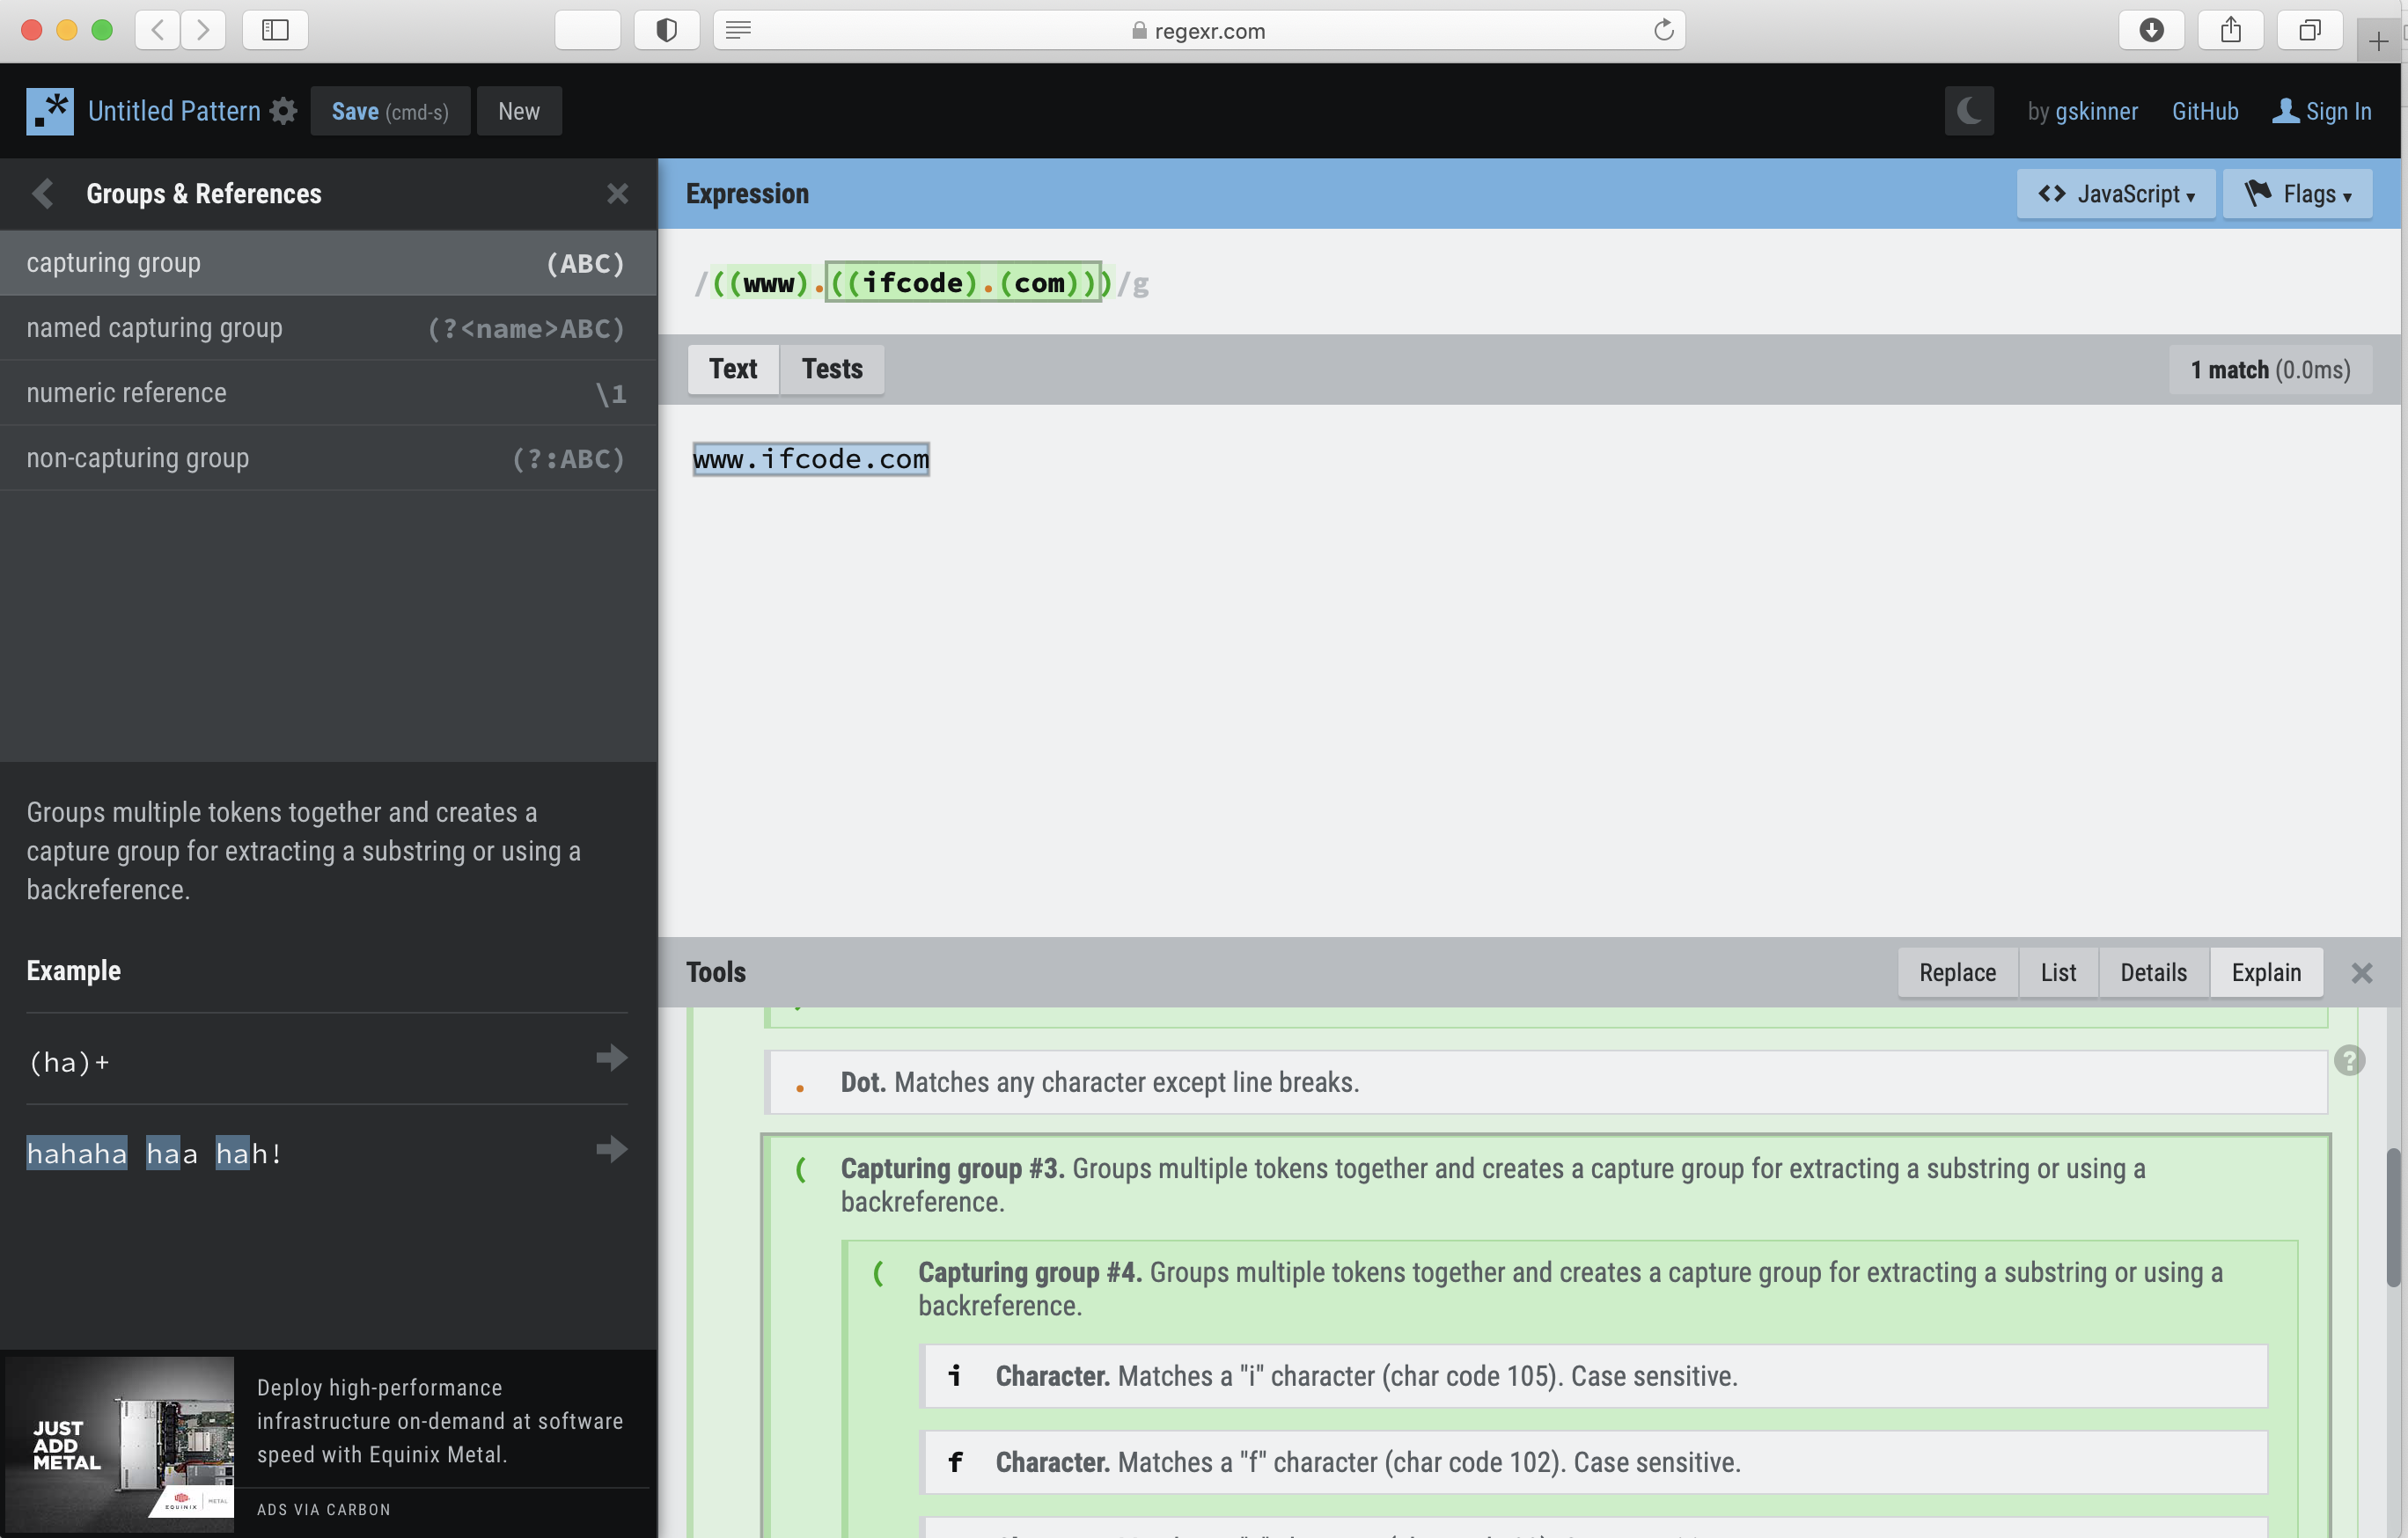 regexr.com
.* Untitled Pattern Save (cmd-s) New by gskinner GitHub Sign In
Groups & References
capturing group (ABC)
named capturing group (?<name>ABC)
numeric reference \1
non-capturing group (?:ABC)
Groups multiple tokens together and creates a
capture group for extracting a substring or using a
backreference.
Example
(ha)+
hahaha haa hah!
JUST
ADD
METAL
EQUINIX | METAL
Deploy high-performance
infrastructure on-demand at software
speed with Equinix Metal.
ADS VIA CARBON
Expression <> JavaScript ▾ Flags ▾
/((www).((ifcode).(com)))/g
Text Tests 1 match (0.0ms)
www.ifcode.com
Tools Replace List Details Explain
. Dot. Matches any character except line breaks.
?
( Capturing group #3. Groups multiple tokens together and creates a capture group for extracting a substring or using a
backreference.
( Capturing group #4. Groups multiple tokens together and creates a capture group for extracting a substring or using a
backreference.
i Character. Matches a "i" character (char code 105). Case sensitive.
f Character. Matches a "f" character (char code 102). Case sensitive.